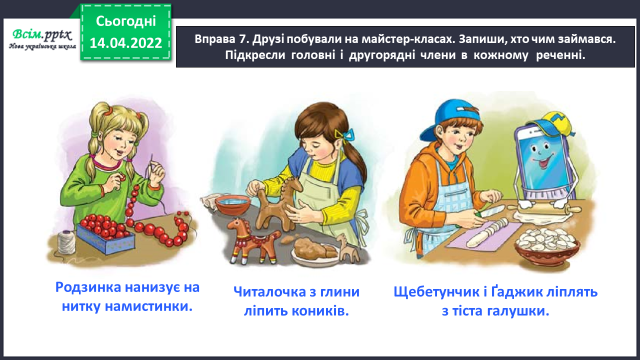 Всім.pptx
Нова українська школа
Сьогодні
14.04.2022
Вправа 7. Друзі побували на майстер-класах. Запиши, хто чим займався.
Підкресли головні і другорядні члени в кожному реченні.
Родзинка нанизує на
нитку намистинки.
Читалочка з глини
ліпить коників.
Щебетунчик і Ґаджик ліплять
з тіста галушки.